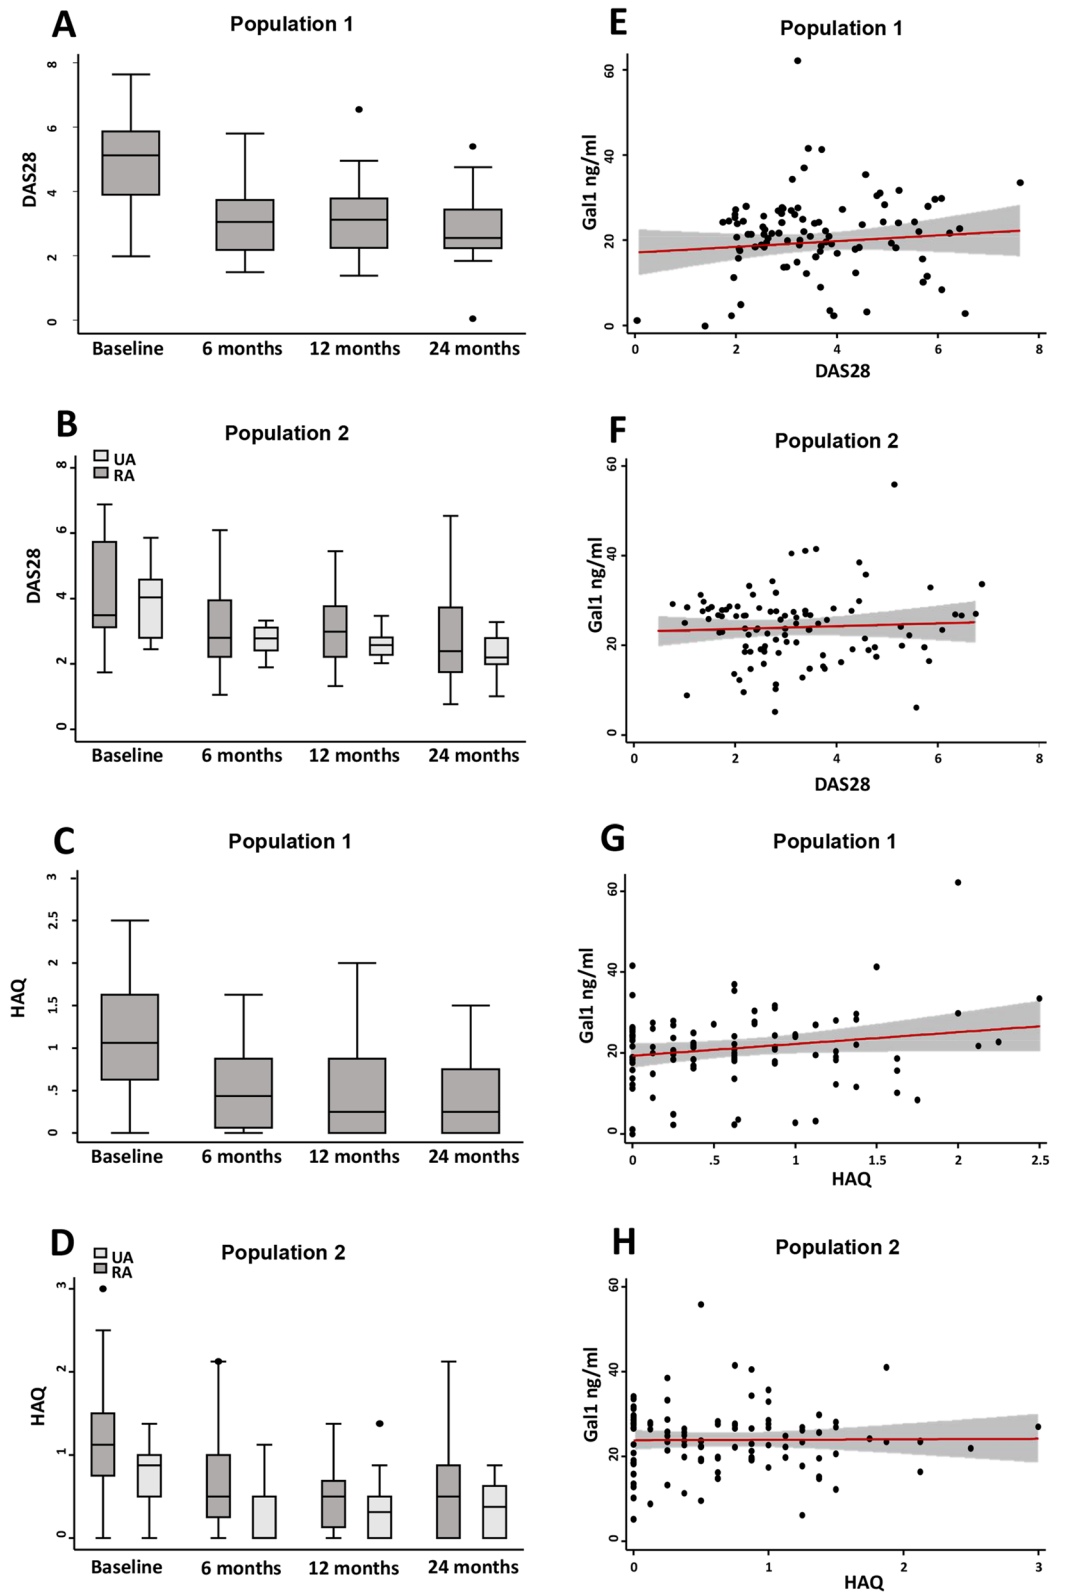 A
Population 1
DAS28
8
6
4
2
0
Baseline 6 months 12 months 24 months
E
Population 1
Gal1 ng/ml
60
40
20
0
0 2 4 6 8
DAS28
B
Population 2
UA
RA
DAS28
8
6
4
2
0
Baseline 6 months 12 months 24 months
F
Population 2
Gal1 ng/ml
60
40
20
0
0 2 4 6 8
DAS28
C
Population 1
HAQ
3
2.5
2
1.5
1
.5
0
Baseline 6 months 12 months 24 months
G
Population 1
Gal1 ng/ml
60
40
20
0
0 .5 1 1.5 2 2.5
HAQ
D
Population 2
UA
RA
HAQ
3
2
1
0
Baseline 6 months 12 months 24 months
H
Population 2
Gal1 ng/ml
60
40
20
0
0 1 2 3
HAQ